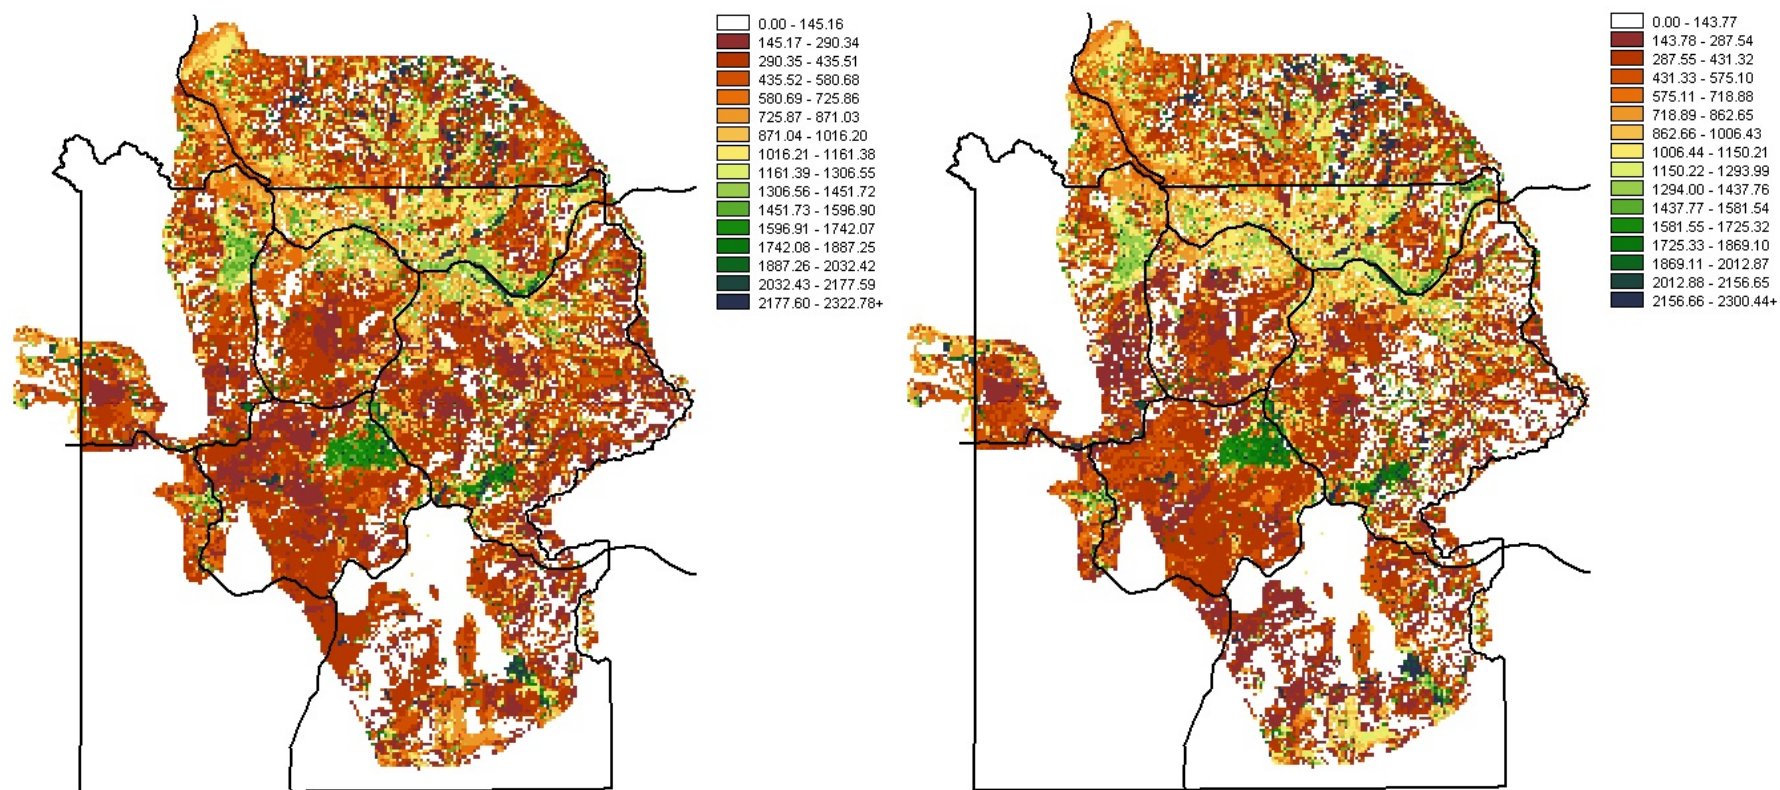 0.00 - 145.16
145.17 - 290.34
290.35 - 435.51
435.52 - 580.68
580.69 - 725.86
725.87 - 871.03
871.04 - 1016.20
1016.21 - 1161.38
1161.39 - 1306.55
1306.56 - 1451.72
1451.73 - 1596.90
1596.91 - 1742.07
1742.08 - 1887.25
1887.26 - 2032.42
2032.43 - 2177.59
2177.60 - 2322.78+
0.00 - 143.77
143.78 - 287.54
287.55 - 431.32
431.33 - 575.10
575.11 - 718.88
718.89 - 862.65
862.66 - 1006.43
1006.44 - 1150.21
1150.22 - 1293.99
1294.00 - 1437.76
1437.77 - 1581.54
1581.55 - 1725.32
1725.33 - 1869.10
1869.11 - 2012.87
2012.88 - 2156.65
2156.66 - 2300.44+